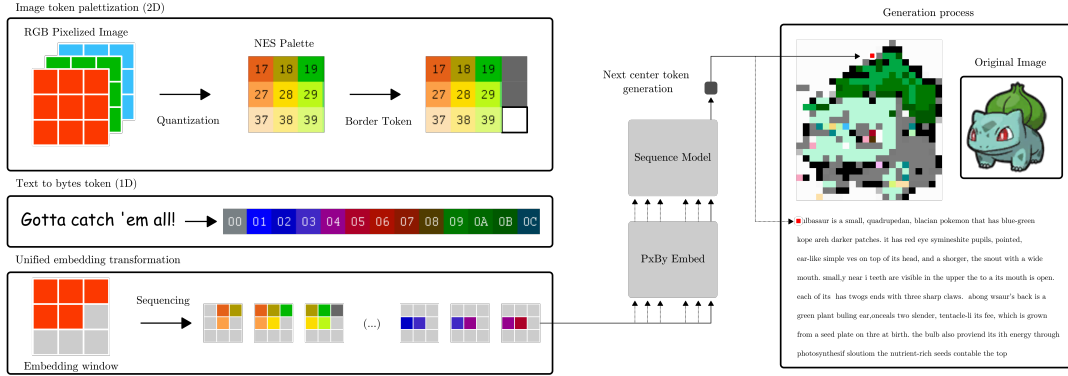 Image token palettization (2D)
RGB Pixelized Image
Quantization
NES Palette
17 18 19
27 28 29
37 38 39
Border Token
17 18 19
27 28 29
37 38 39
Text to bytes token (1D)
Gotta catch 'em all!
00 01 02 03 04 05 06 07 08 09 0A 0B 0C
Unified embedding transformation
Embedding window
Sequencing
(...)
Next center token
generation
Sequence Model
PxBy Embed
Generation process
Original Image
ulbasaur is a small, quadrupedan, blacian pokemon that has blue-green
kope arch darker patches. it has red eye symineshite pupils, pointed,
ear-like simple ves on top of its head, and a shorger, the snout with a wide
mouth. small,y near i teeth are visible in the upper the to a its mouth is open.
each of its has twogs ends with three sharp claws. abong wsaur's back is a
green plant buling ear,onceals two slender, tentacle-li its fee, which is grown
from a seed plate on thre at birth. the bulb also proviend its ith energy through
photosynthesif sloutiom the nutrient-rich seeds contable the top